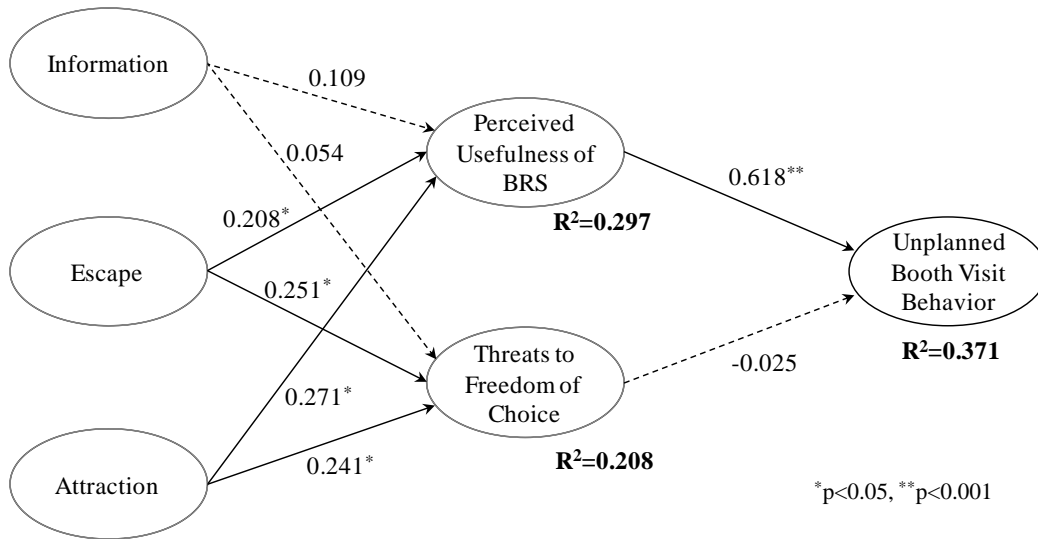 Information
0.109
Perceived
Usefulness of
BRS
0.054
0.618**
0.208*
R²=0.297
Escape
Unplanned
Booth Visit
Behavior
0.251*
R²=0.371
Threats to
Freedom of
Choice
-0.025
0.271*
0.241*
R²=0.208
Attraction
*p<0.05, **p<0.001